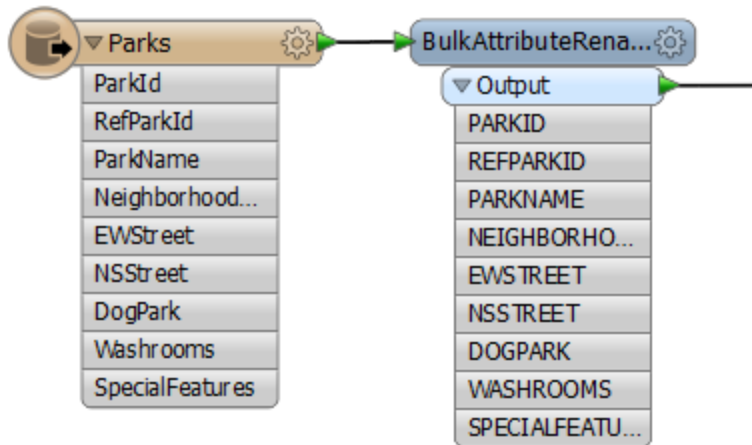 Parks
ParkId
RefParkId
ParkName
Neighborhood...
EWStreet
NSStreet
DogPark
Washrooms
SpecialFeatures
BulkAttributeRena...
Output
PARKID
REFPARKID
PARKNAME
NEIGHBORHO...
EWSTREET
NSSTREET
DOGPARK
WASHROOMS
SPECIALFEATU...